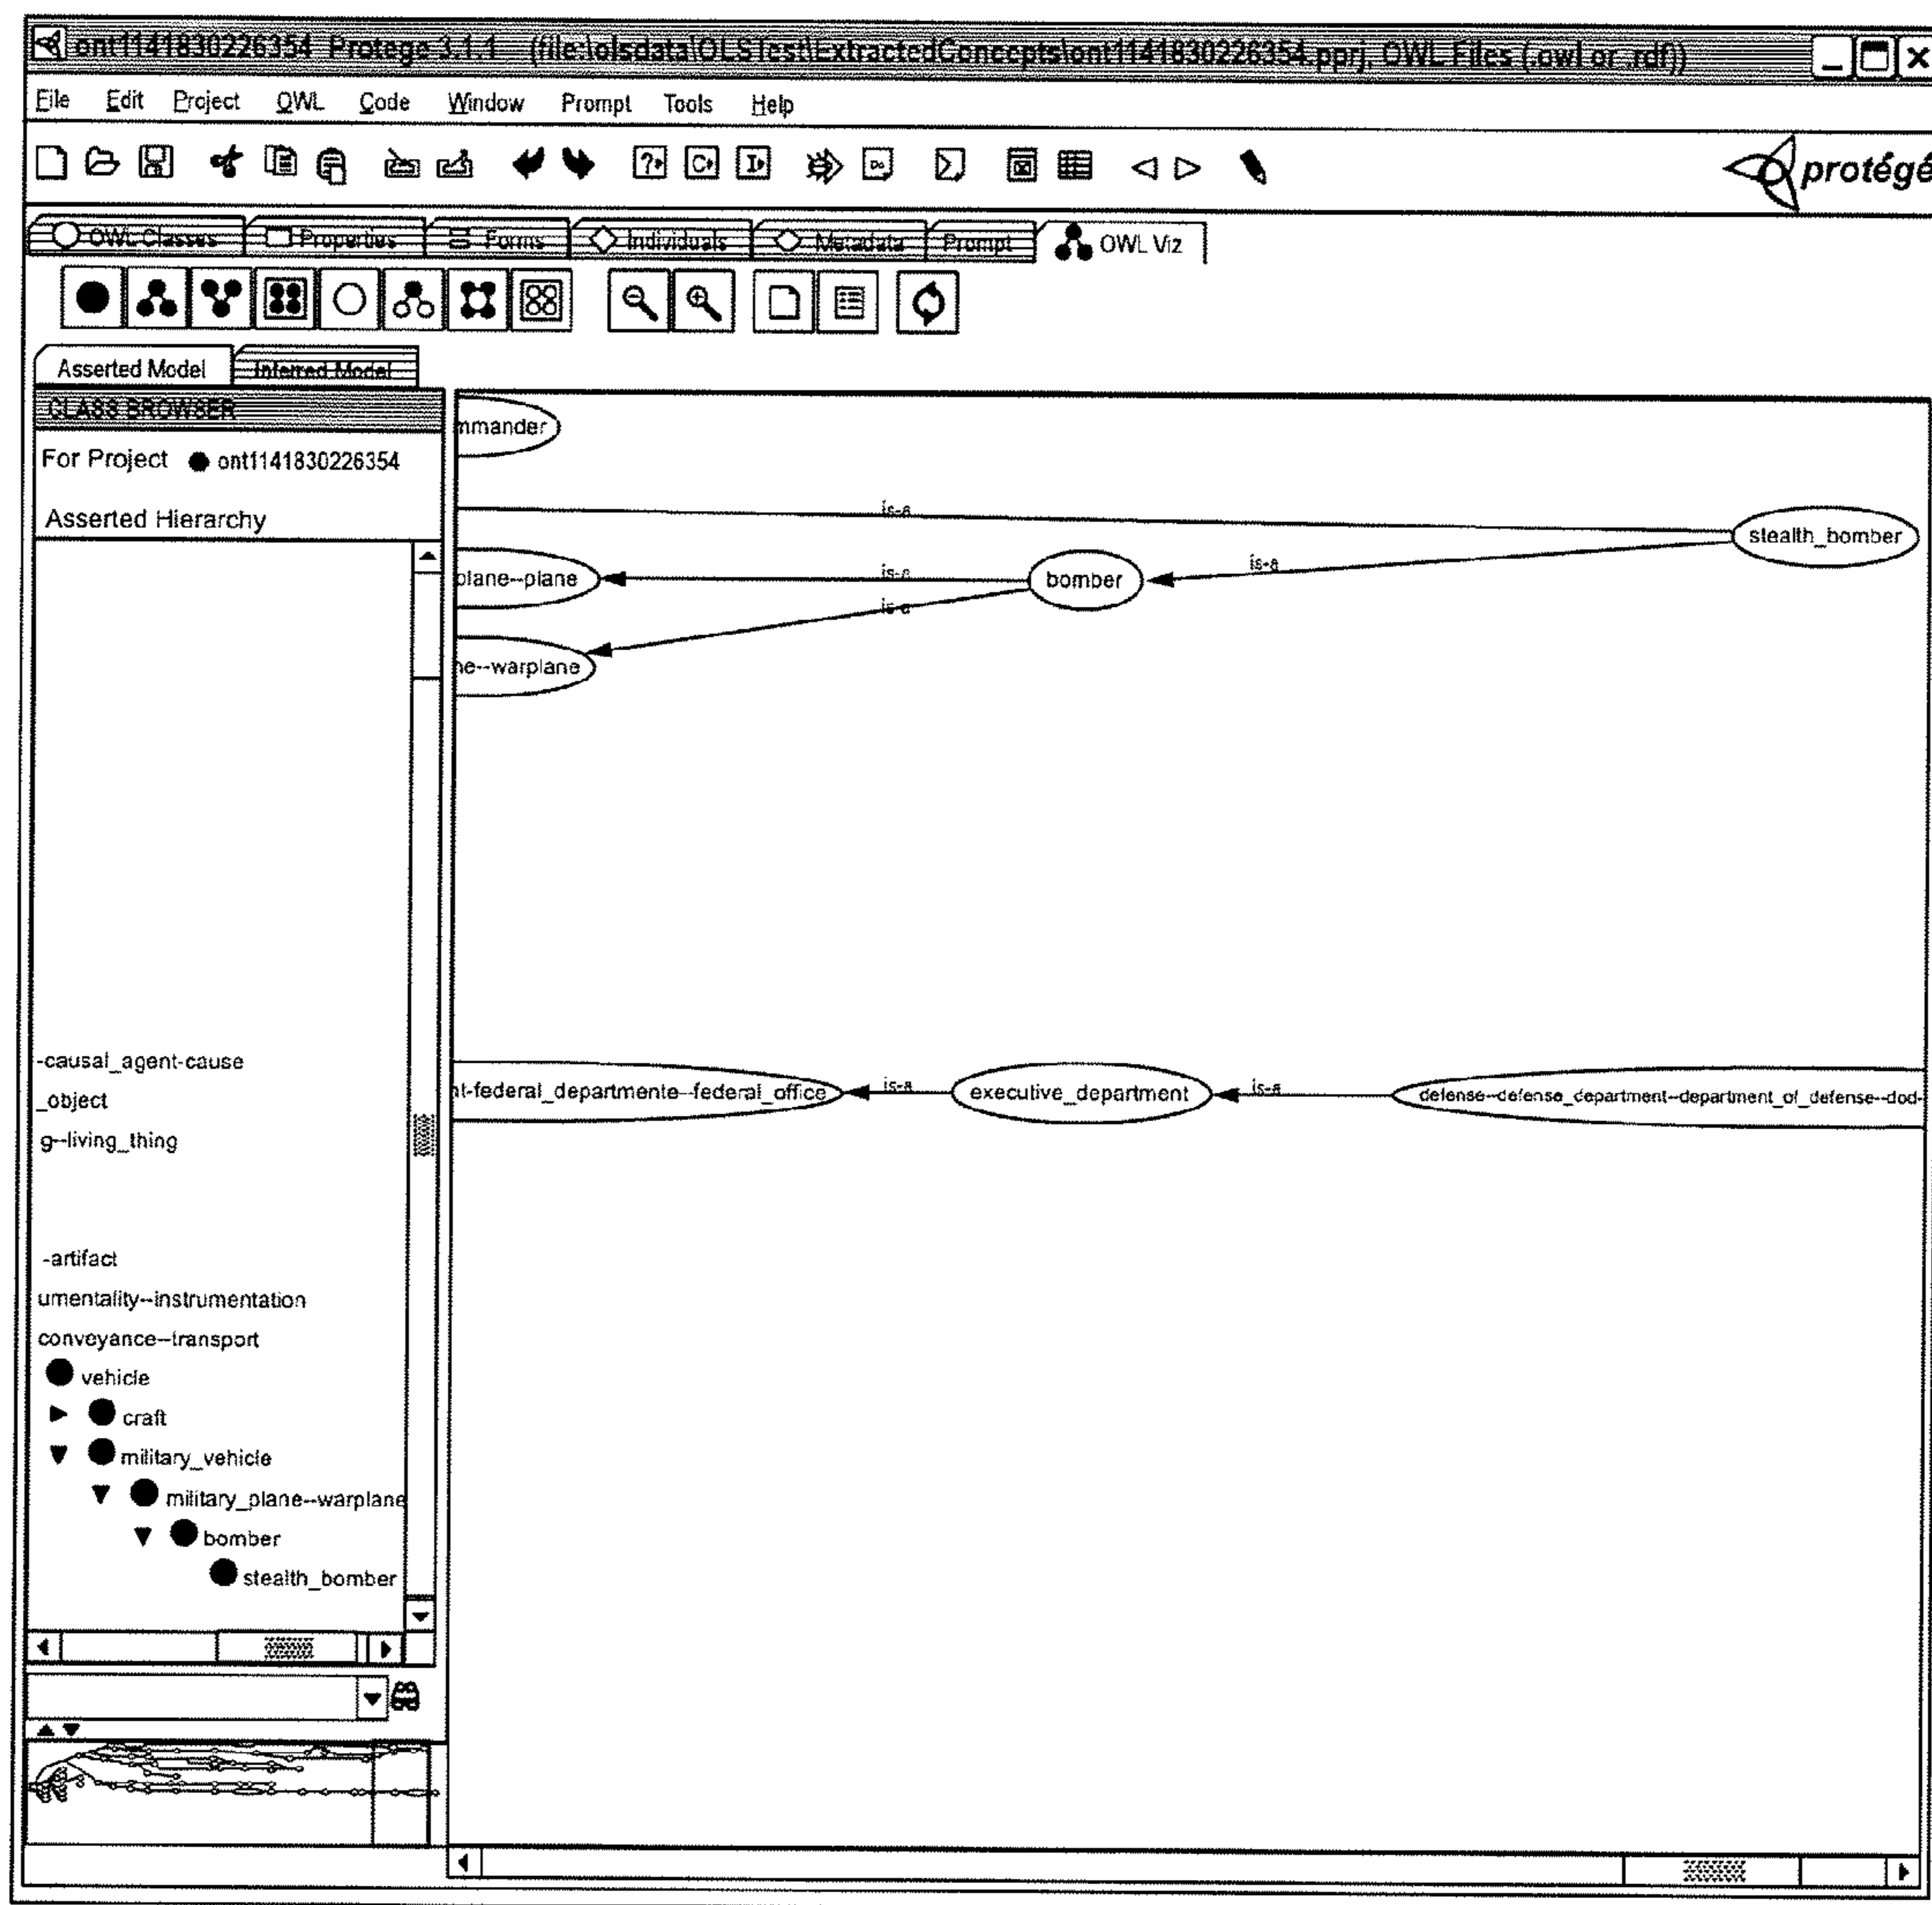 ont1141830226354 Protege 3.1.1 (file:\olsdata\OLSTest\ExtractedConcepts\ont1141830226354.pprj, OWL Files (.owl or .rdf))
File Edit Project OWL Code Window Prompt Tools Help
protégé
OWL Classes Properties Forms Individuals Metadata Prompt OWL Viz
Asserted Model Inferred Model
CLASS BROWSER
For Project ont1141830226354
Asserted Hierarchy
-causal_agent-cause
_object
g--living_thing
-artifact
umentality--instrumentation
conveyance--transport
vehicle
craft
military_vehicle
military_plane--warplane
bomber
stealth_bomber
mmander
is-a
stealth_bomber
plane--plane
is-a
bomber
is-a
is-a
ne--warplane
nt-federal_departmente--federal_office
is-a
executive_department
is-a
defense--defense_department--department_of_defense--dod-